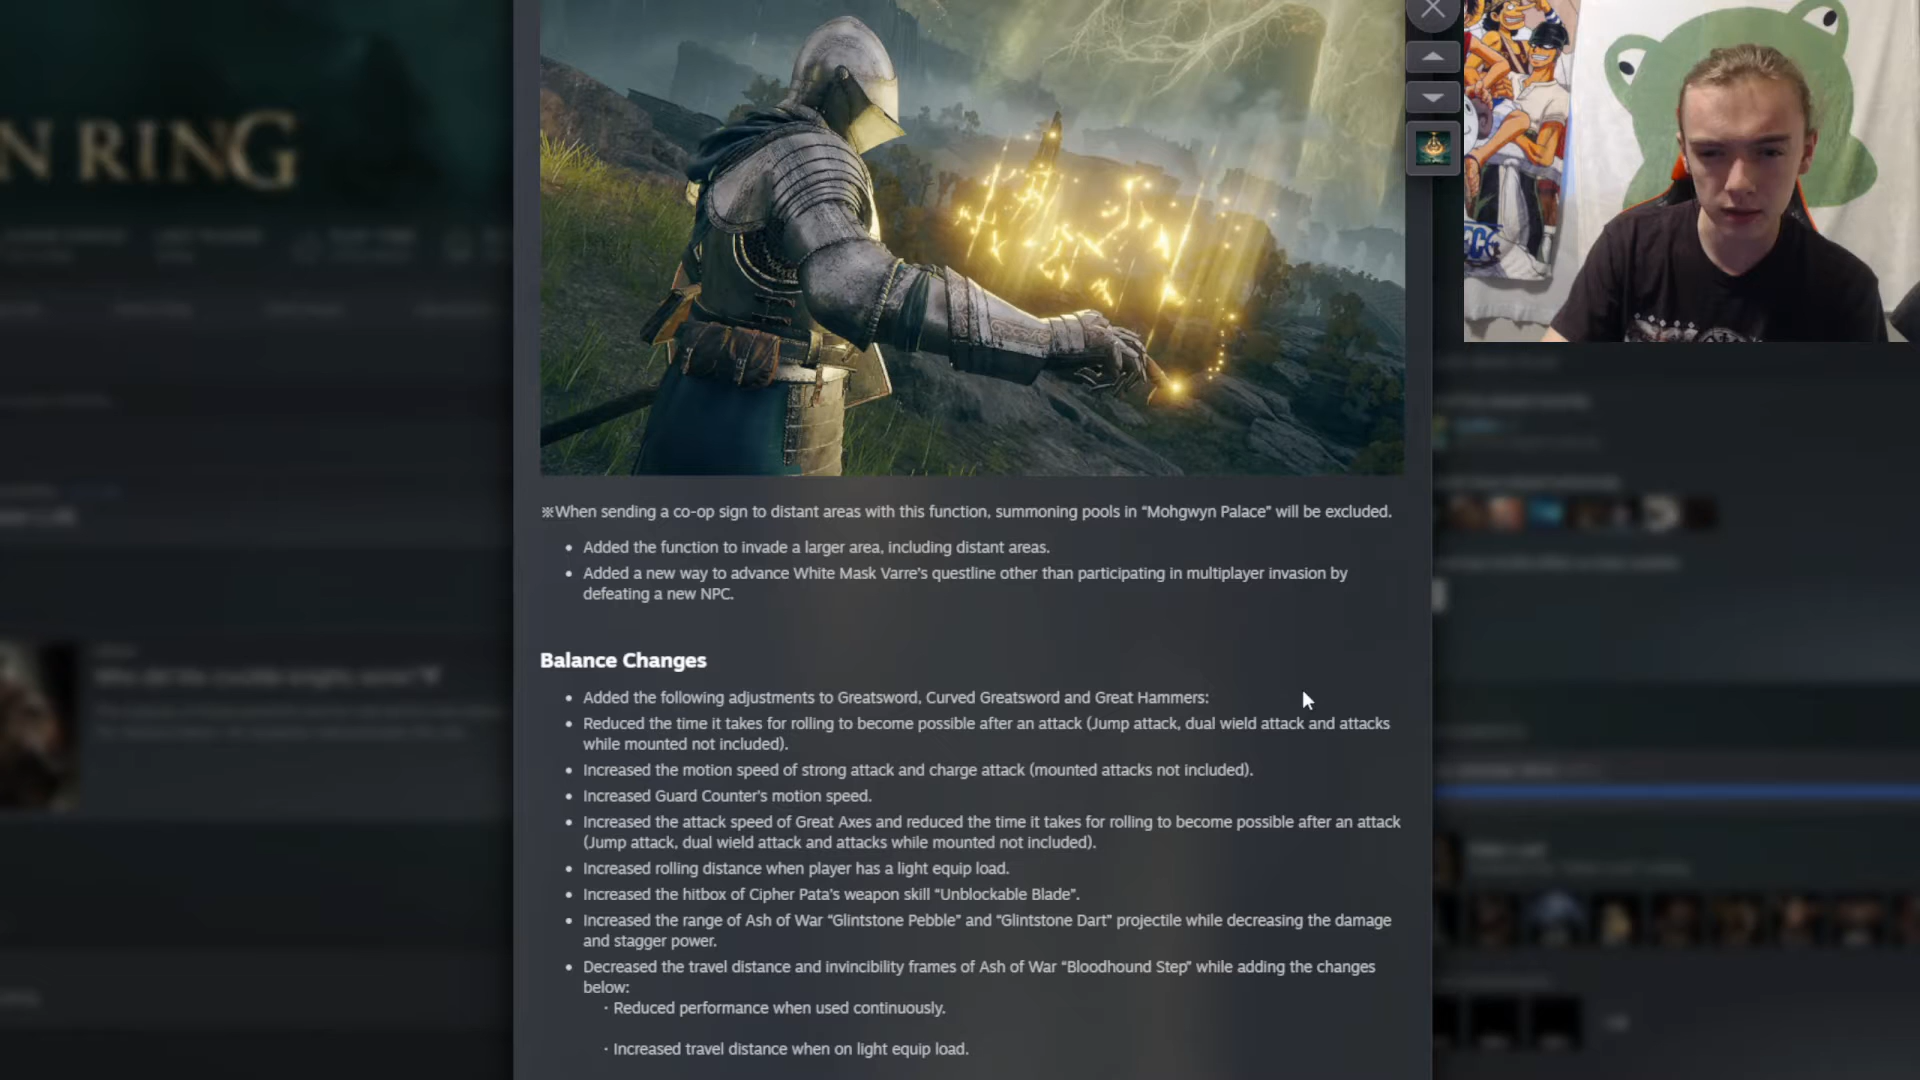 N RING
※When sending a co-op sign to distant areas with this function, summoning pools in “Mohgwyn Palace” will be excluded.
• Added the function to invade a larger area, including distant areas.
• Added a new way to advance White Mask Varre's questline other than participating in multiplayer invasion by
defeating a new NPC.
Balance Changes
• Added the following adjustments to Greatsword, Curved Greatsword and Great Hammers:
• Reduced the time it takes for rolling to become possible after an attack (Jump attack, dual wield attack and attacks
while mounted not included).
• Increased the motion speed of strong attack and charge attack (mounted attacks not included).
• Increased Guard Counter's motion speed.
• Increased the attack speed of Great Axes and reduced the time it takes for rolling to become possible after an attack
(Jump attack, dual wield attack and attacks while mounted not included).
• Increased rolling distance when player has a light equip load.
• Increased the hitbox of Cipher Pata's weapon skill “Unblockable Blade”.
• Increased the range of Ash of War “Glintstone Pebble” and “Glintstone Dart” projectile while decreasing the damage
and stagger power.
• Decreased the travel distance and invincibility frames of Ash of War “Bloodhound Step” while adding the changes
below:
· Reduced performance when used continuously.
· Increased travel distance when on light equip load.